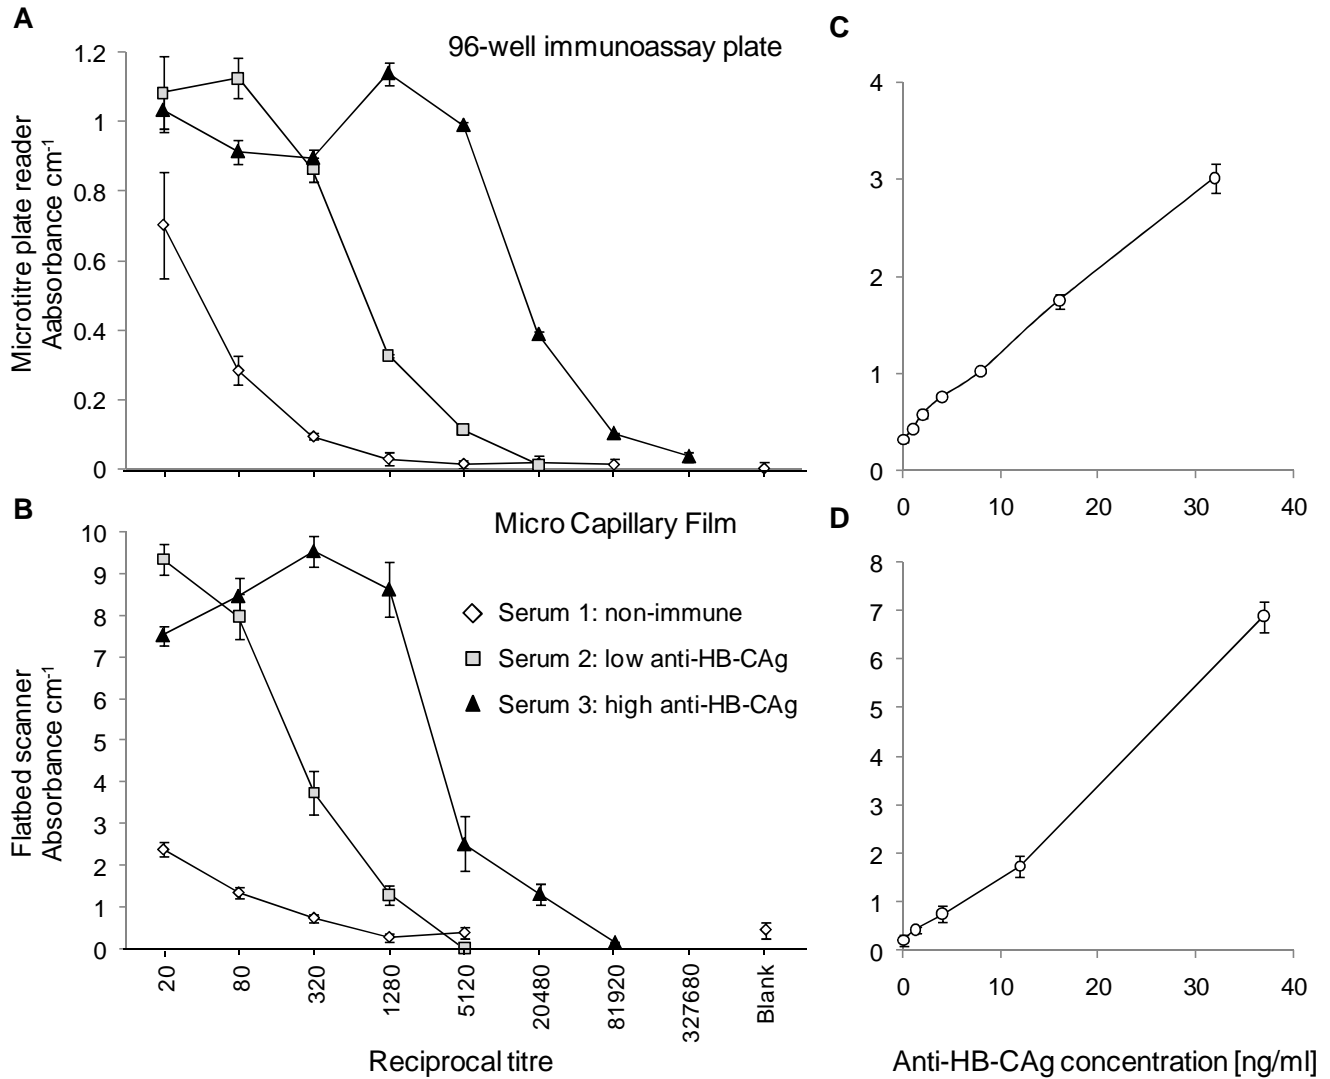 A
96-well immunoassay plate
Microtitre plate reader
Aabsorbance cm-1
1.2
1
0.8
0.6
0.4
0.2
0
B
Micro Capillary Film
Flatbed scanner
Absorbance cm-1
10
9
8
7
6
5
4
3
2
1
0
Serum 1: non-immune
Serum 2: low anti-HB-CAg
Serum 3: high anti-HB-CAg
20
80
320
1280
5120
20480
81920
327680
Blank
Reciprocal titre
C
4
3
2
1
0
0 10 20 30 40
D
8
7
6
5
4
3
2
1
0
0 10 20 30 40
Anti-HB-CAg concentration [ng/ml]